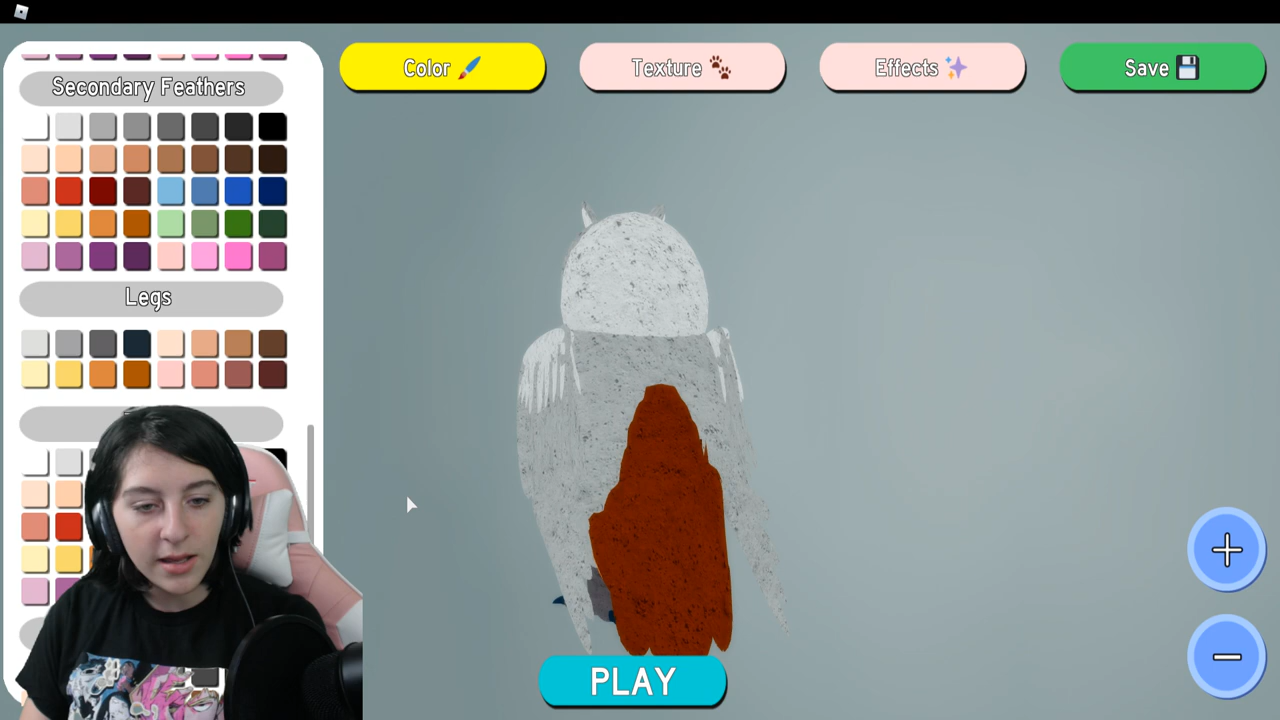 Color
Texture
Effects
Save
Secondary Feathers
Legs
PLAY